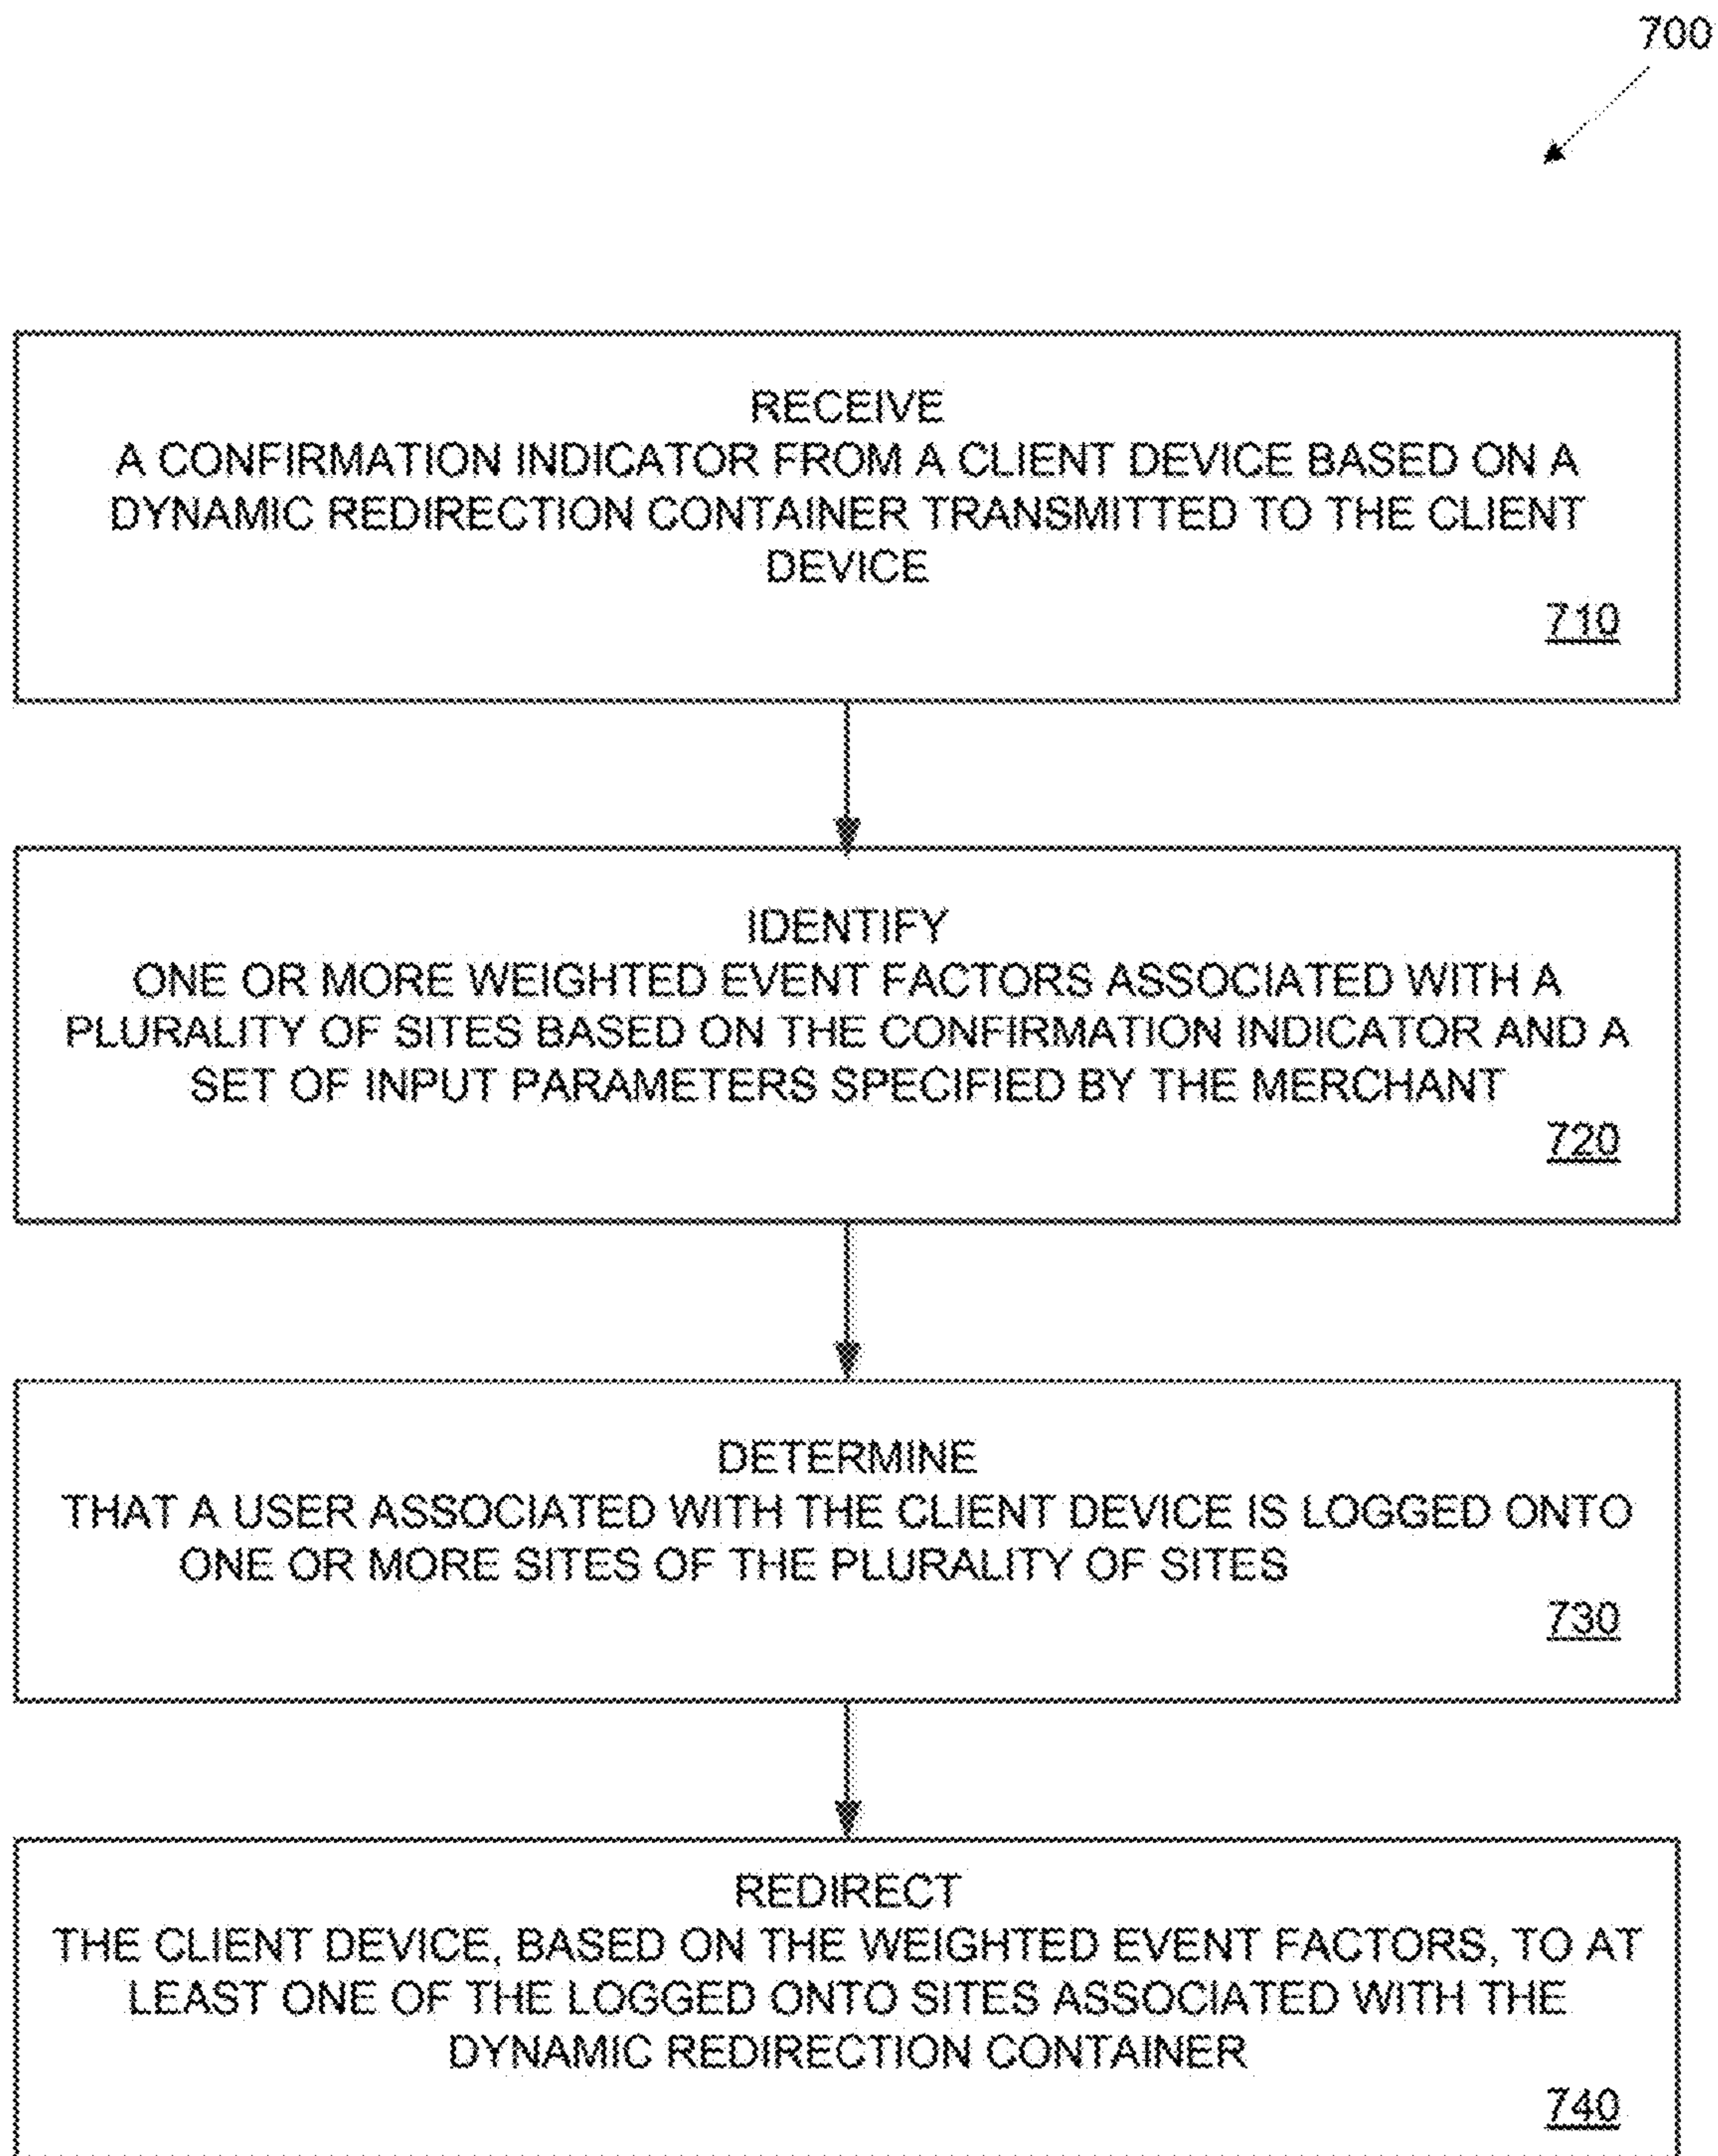 700
RECEIVE
A CONFIRMATION INDICATOR FROM A CLIENT DEVICE BASED ON A
DYNAMIC REDIRECTION CONTAINER TRANSMITTED TO THE CLIENT
DEVICE
710
IDENTIFY
ONE OR MORE WEIGHTED EVENT FACTORS ASSOCIATED WITH A
PLURALITY OF SITES BASED ON THE CONFIRMATION INDICATOR AND A
SET OF INPUT PARAMETERS SPECIFIED BY THE MERCHANT
720
DETERMINE
THAT A USER ASSOCIATED WITH THE CLIENT DEVICE IS LOGGED ONTO
ONE OR MORE SITES OF THE PLURALITY OF SITES
730
REDIRECT
THE CLIENT DEVICE, BASED ON THE WEIGHTED EVENT FACTORS, TO AT
LEAST ONE OF THE LOGGED ONTO SITES ASSOCIATED WITH THE
DYNAMIC REDIRECTION CONTAINER
740